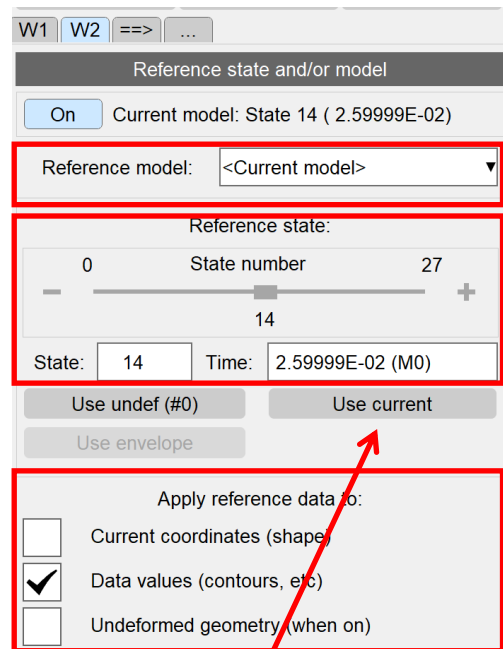 W1 W2 ==> ...
Reference state and/or model
On Current model: State 14 ( 2.59999E-02)
Reference model: <Current model>
Reference state:
0 State number 27
14
State: 14 Time: 2.59999E-02 (M0)
Use undef (#0) Use current
Use envelope
Apply reference data to:
Current coordinates (shape)
Data values (contours, etc)
Undeformed geometry (when on)